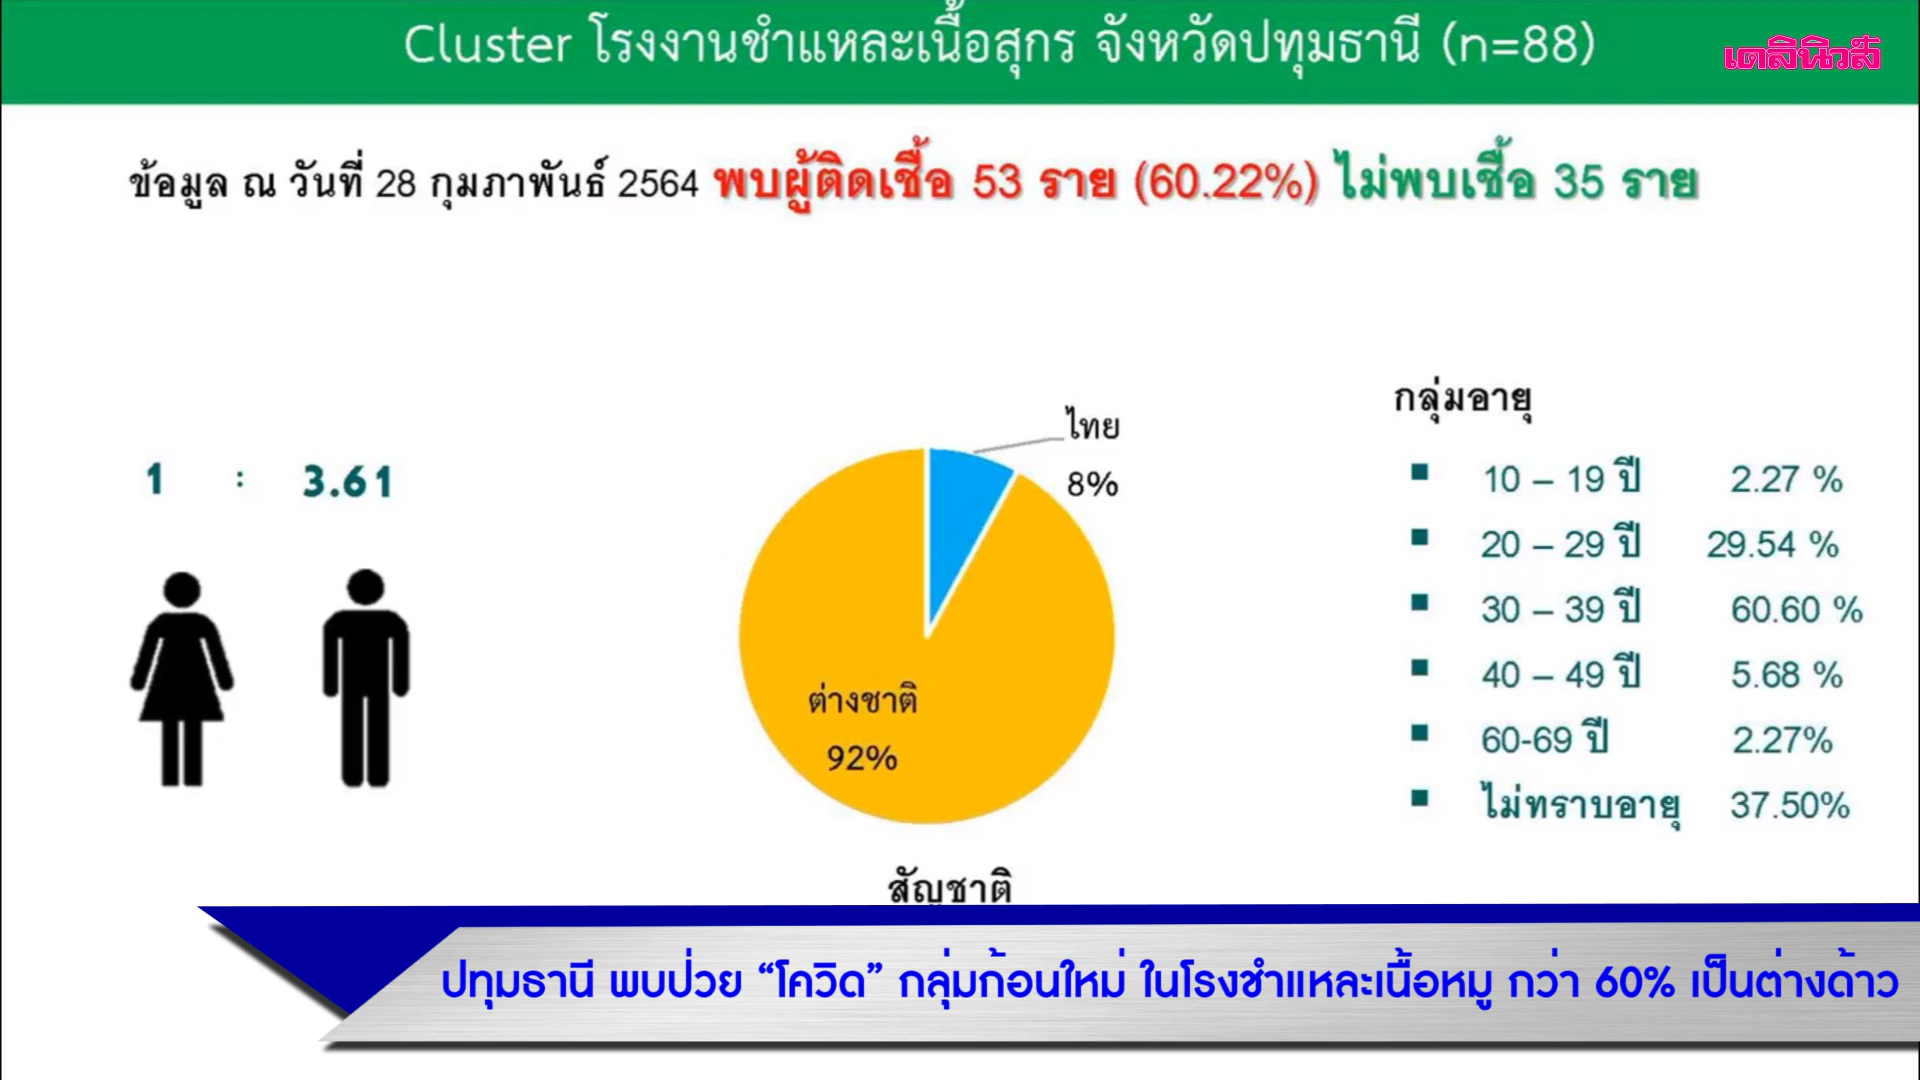 Cluster โรงงานชำแหละเนื้อสุกร จังหวัดปทุมธานี (n=88)
เดลินิวส์
ข้อมูล ณ วันที่ 28 กุมภาพันธ์ 2564 พบผู้ติดเชื้อ 53 ราย (60.22%) ไม่พบเชื้อ 35 ราย
1 : 3.61
ไทย
8%
ต่างชาติ
92%
สัญชาติ
กลุ่มอายุ
▪ 10 – 19 ปี 2.27 %
▪ 20 – 29 ปี 29.54 %
▪ 30 – 39 ปี 60.60 %
▪ 40 – 49 ปี 5.68 %
▪ 60-69 ปี 2.27%
▪ ไม่ทราบอายุ 37.50%
ปทุมธานี พบป่วย “โควิด” กลุ่มก้อนใหม่ ในโรงชำแหละเนื้อหมู กว่า 60% เป็นต่างด้าว